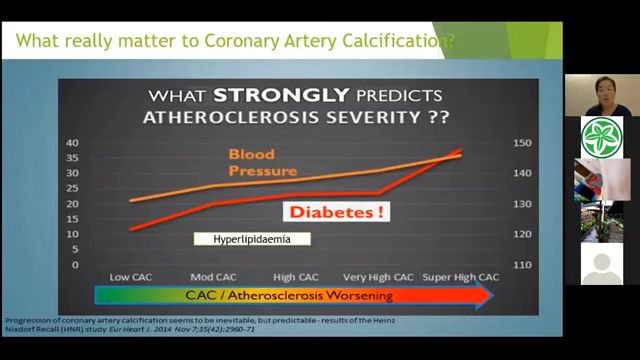 What really matter to Coronary Artery Calcification?
WHAT STRONGLY PREDICTS
ATHEROCLEROSIS SEVERITY ??
40
35
30
25
20
15
10
5
0
150
140
130
120
110
Blood
Pressure
Diabetes !
Hyperlipidaemia
Low CAC
Mod CAC
High CAC
Very High CAC
Super High CAC
CAC / Atherosclerosis Worsening
Progression of coronary artery calcification seems to be inevitable, but predictable - results of the Heinz
Nixdorf Recall (HNR) study Eur Heart J. 2014 Nov 7;35(42):2960-71